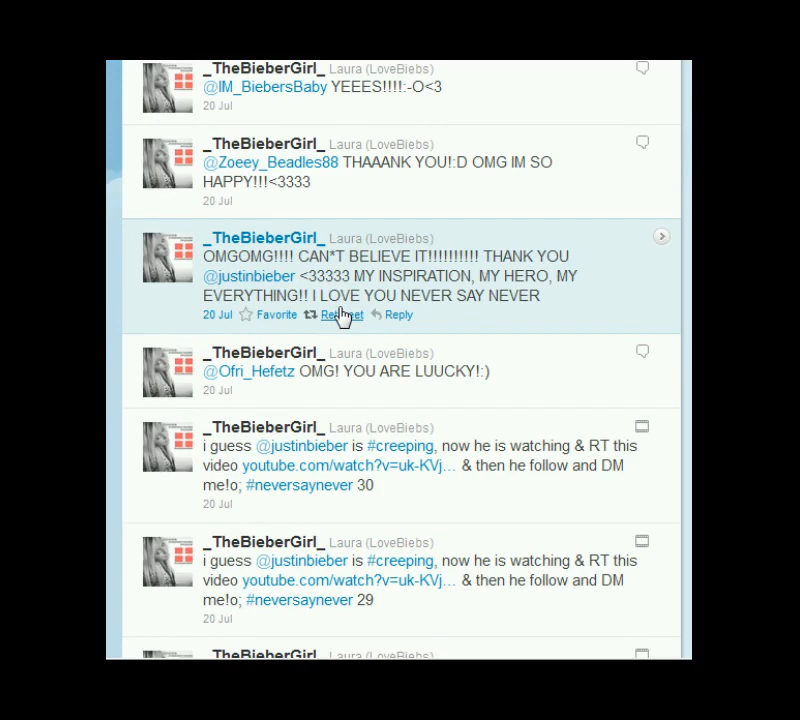 _TheBieberGirl_ Laura (LoveBiebs)
@IM_BiebersBaby YEEES!!!!:-O<3
20 Jul
_TheBieberGirl_ Laura (LoveBiebs)
@Zoeey_Beadles88 THAAANK YOU!:D OMG IM SO
HAPPY!!!<3333
20 Jul
_TheBieberGirl_ Laura (LoveBiebs)
OMGOMG!!!! CAN*T BELIEVE IT!!!!!!!!!! THANK YOU
@justinbieber <33333 MY INSPIRATION, MY HERO, MY
EVERYTHING!! I LOVE YOU NEVER SAY NEVER
20 Jul Favorite Retweet Reply
_TheBieberGirl_ Laura (LoveBiebs)
@Ofri_Hefetz OMG! YOU ARE LUUCKY!:)
20 Jul
_TheBieberGirl_ Laura (LoveBiebs)
i guess @justinbieber is #creeping, now he is watching & RT this
video youtube.com/watch?v=uk-KVj... & then he follow and DM
me!o; #neversaynever 30
20 Jul
_TheBieberGirl_ Laura (LoveBiebs)
i guess @justinbieber is #creeping, now he is watching & RT this
video youtube.com/watch?v=uk-KVj... & then he follow and DM
me!o; #neversaynever 29
20 Jul
_TheBieberGirl_ Laura (LoveBiebs)